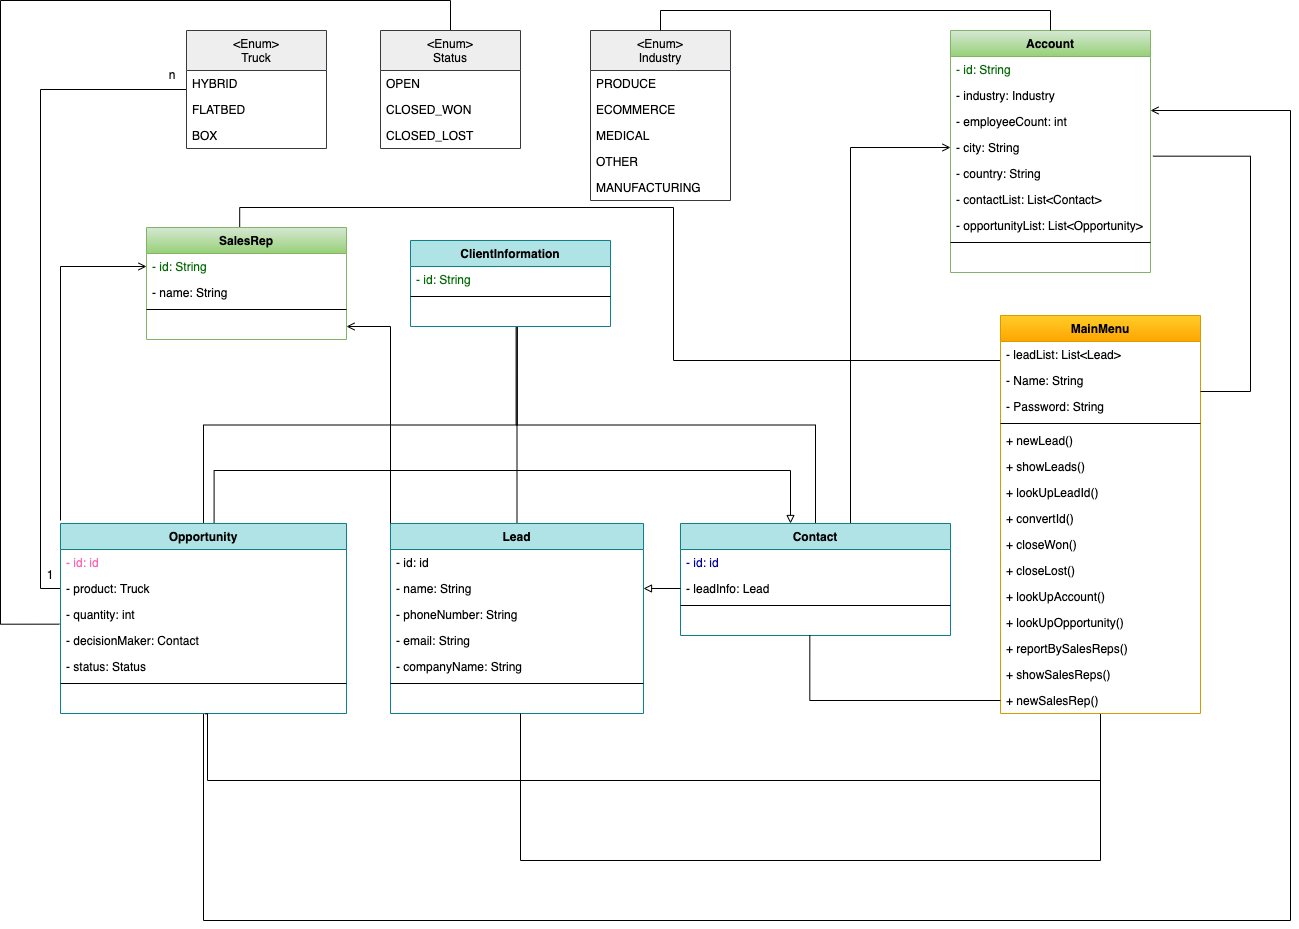 <Enum>
Truck
HYBRID
FLATBED
BOX
n
<Enum>
Status
OPEN
CLOSED_WON
CLOSED_LOST
<Enum>
Industry
PRODUCE
ECOMMERCE
MEDICAL
OTHER
MANUFACTURING
Account
- id: String
- industry: Industry
- employeeCount: int
- city: String
- country: String
- contactList: List<Contact>
- opportunityList: List<Opportunity>
SalesRep
- id: String
- name: String
ClientInformation
- id: String
MainMenu
- leadList: List<Lead>
- Name: String
- Password: String
+ newLead()
+ showLeads()
+ lookUpLeadId()
+ convertId()
+ closeWon()
+ closeLost()
+ lookUpAccount()
+ lookUpOpportunity()
+ reportBySalesReps()
+ showSalesReps()
+ newSalesRep()
1
Opportunity
- id: id
- product: Truck
- quantity: int
- decisionMaker: Contact
- status: Status
Lead
- id: id
- name: String
- phoneNumber: String
- email: String
- companyName: String
Contact
- id: id
- leadInfo: Lead